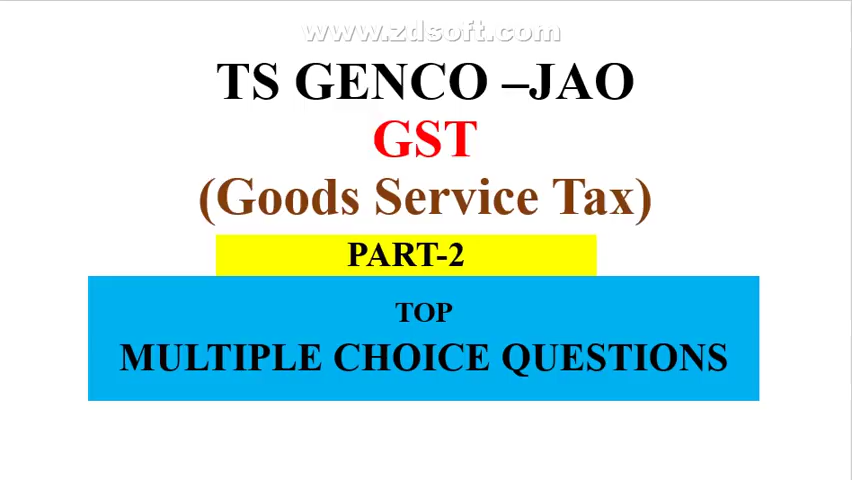 www.zdsoft.com
TS GENCO –JAO
GST
(Goods Service Tax)
PART-2
TOP
MULTIPLE CHOICE QUESTIONS